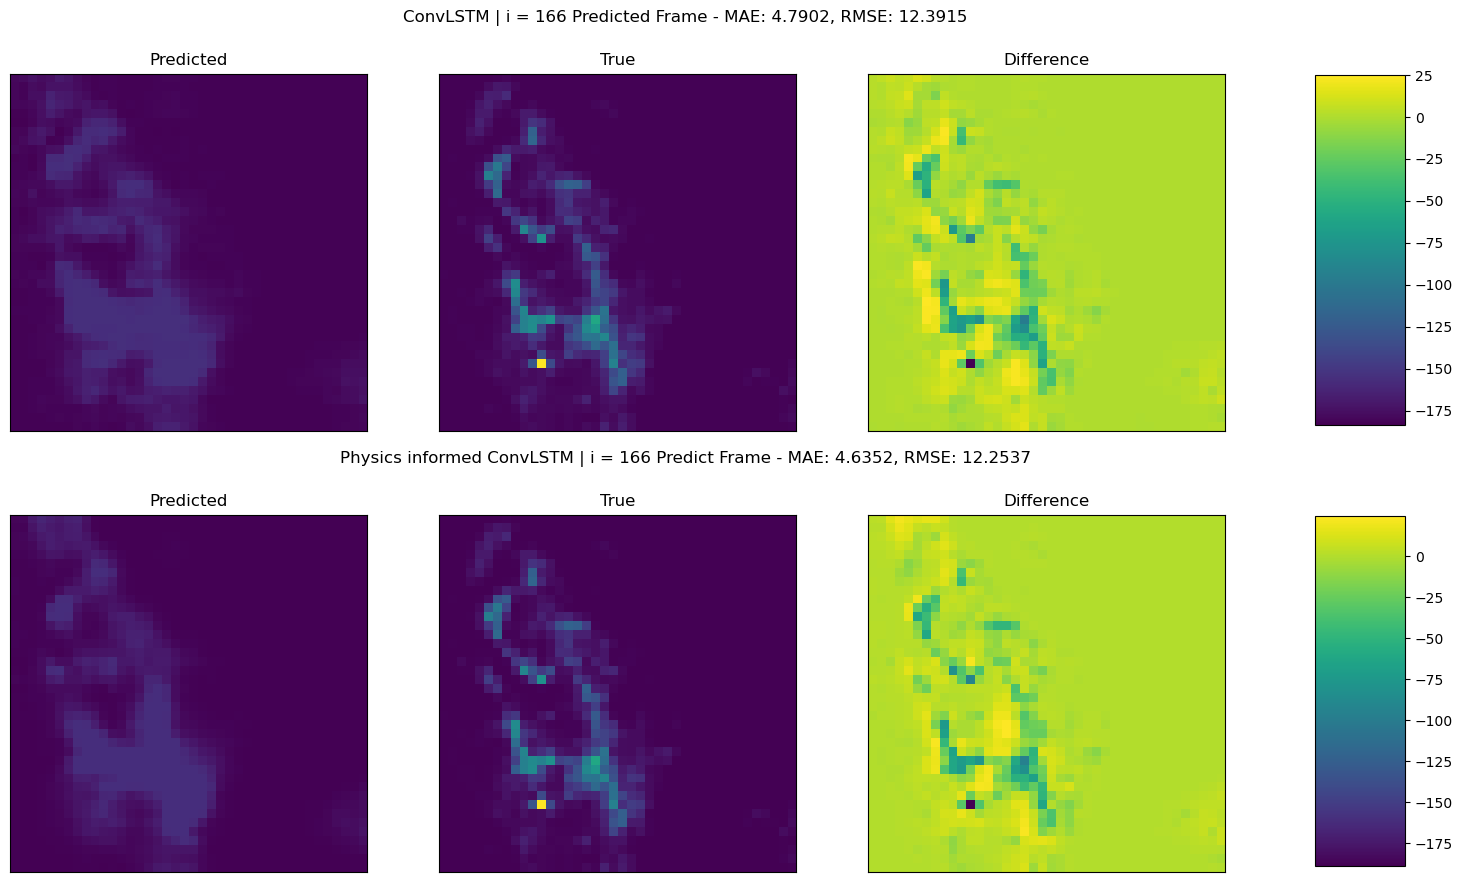 ConvLSTM | i = 166 Predicted Frame - MAE: 4.7902, RMSE: 12.3915
Predicted
True
Difference
25
0
−25
−50
−75
−100
−125
−150
−175
Physics informed ConvLSTM | i = 166 Predict Frame - MAE: 4.6352, RMSE: 12.2537
Predicted
True
Difference
0
−25
−50
−75
−100
−125
−150
−175